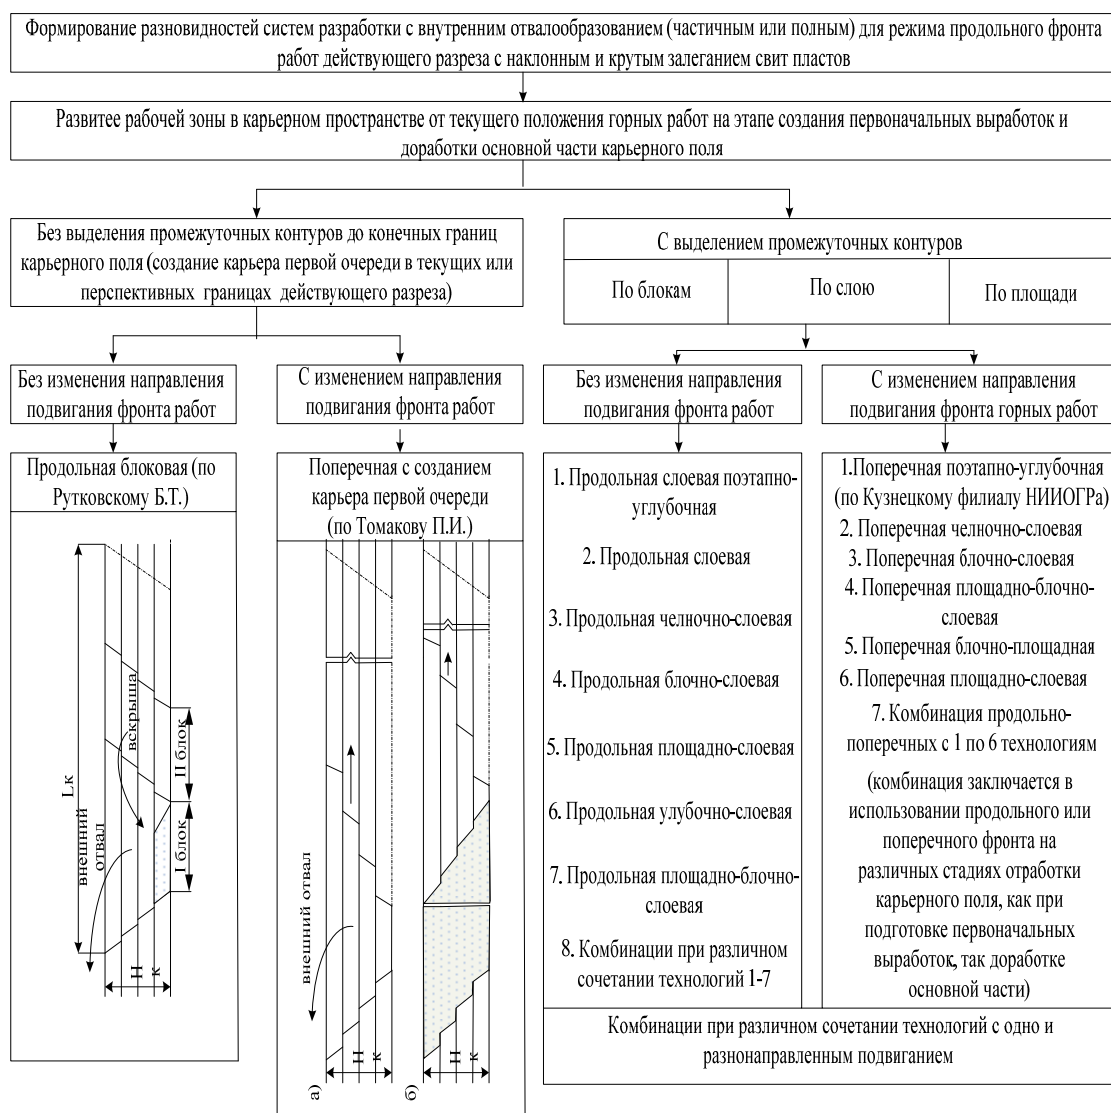 Формирование разновидностей систем разработки с внутренним отвалообразованием (частичным или полным) для режима продольного фронта
работ действующего разреза с наклонным и крутым залеганием свит пластов
Развитее рабочей зоны в карьерном пространстве от текущего положения горных работ на этапе создания первоначальных выработок и
доработки основной части карьерного поля
Без выделения промежуточных контуров до конечных границ
карьерного поля (создание карьера первой очереди в текущих или
перспективных границах действующего разреза)
С выделением промежуточных контуров
По блокам
По слою
По площади
Без изменения направления
подвигания фронта работ
С изменением направления
подвигания фронта работ
Без изменения направления
подвигания фронта работ
С изменением направления
подвигания фронта горных работ
Продольная блоковая (по
Рутковскому Б.Т.)
Lк
внешний
отвал
вскрыша
I блок
II блок
Н
к
Поперечная с созданием
карьера первой очереди
(по Томакову П.И.)
внешний отвал
Н
к
а)
Н
к
б)
1. Продольная слоевая поэтапно-
углубочная
2. Продольная слоевая
3. Продольная челночно-слоевая
4. Продольная блочно-слоевая
5. Продольная площадно-слоевая
6. Продольная улубочно-слоевая
7. Продольная площадно-блочно-
слоевая
8. Комбинации при различном
сочетании технологий 1-7
1.Поперечная поэтапно-углубочная
(по Кузнецкому филиалу НИИОГРа)
2. Поперечная челночно-слоевая
3. Поперечная блочно-слоевая
4. Поперечная площадно-блочно-
слоевая
5. Поперечная блочно-площадная
6. Поперечная площадно-слоевая
7. Комбинация продольно-
поперечных с 1 по 6 технологиям
(комбинация заключается в
использовании продольного или
поперечного фронта на
различных стадиях отработки
карьерного поля, как при
подготовке первоначальных
выработок, так доработке
основной части)
Комбинации при различном сочетании технологий с одно и
разнонаправленным подвиганием